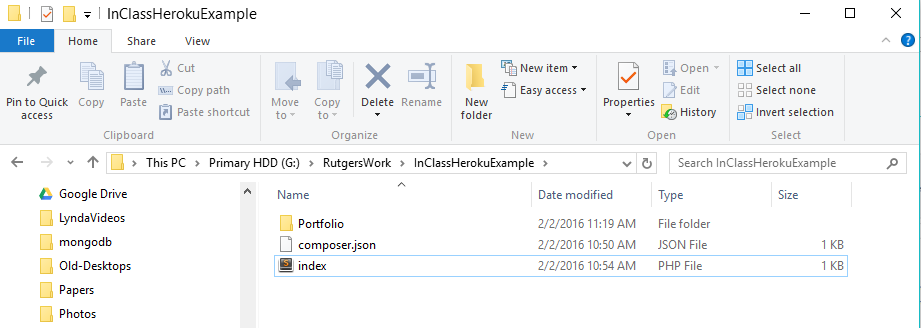 InClassHerokuExample
File Home Share View
Pin to Quick access
Copy
Paste
Cut
Copy path
Paste shortcut
Clipboard
Move to
Copy to
Delete
Rename
Organize
New folder
New item
Easy access
New
Properties
Open
Edit
History
Open
Select all
Select none
Invert selection
Select
This PC Primary HDD (G:) RutgersWork InClassHerokuExample
Search InClassHerokuExample
Google Drive
LyndaVideos
mongodb
Old-Desktops
Papers
Photos
Name Date modified Type Size
Portfolio 2/2/2016 11:19 AM File folder
composer.json 2/2/2016 10:50 AM JSON File 1 KB
index 2/2/2016 10:54 AM PHP File 1 KB